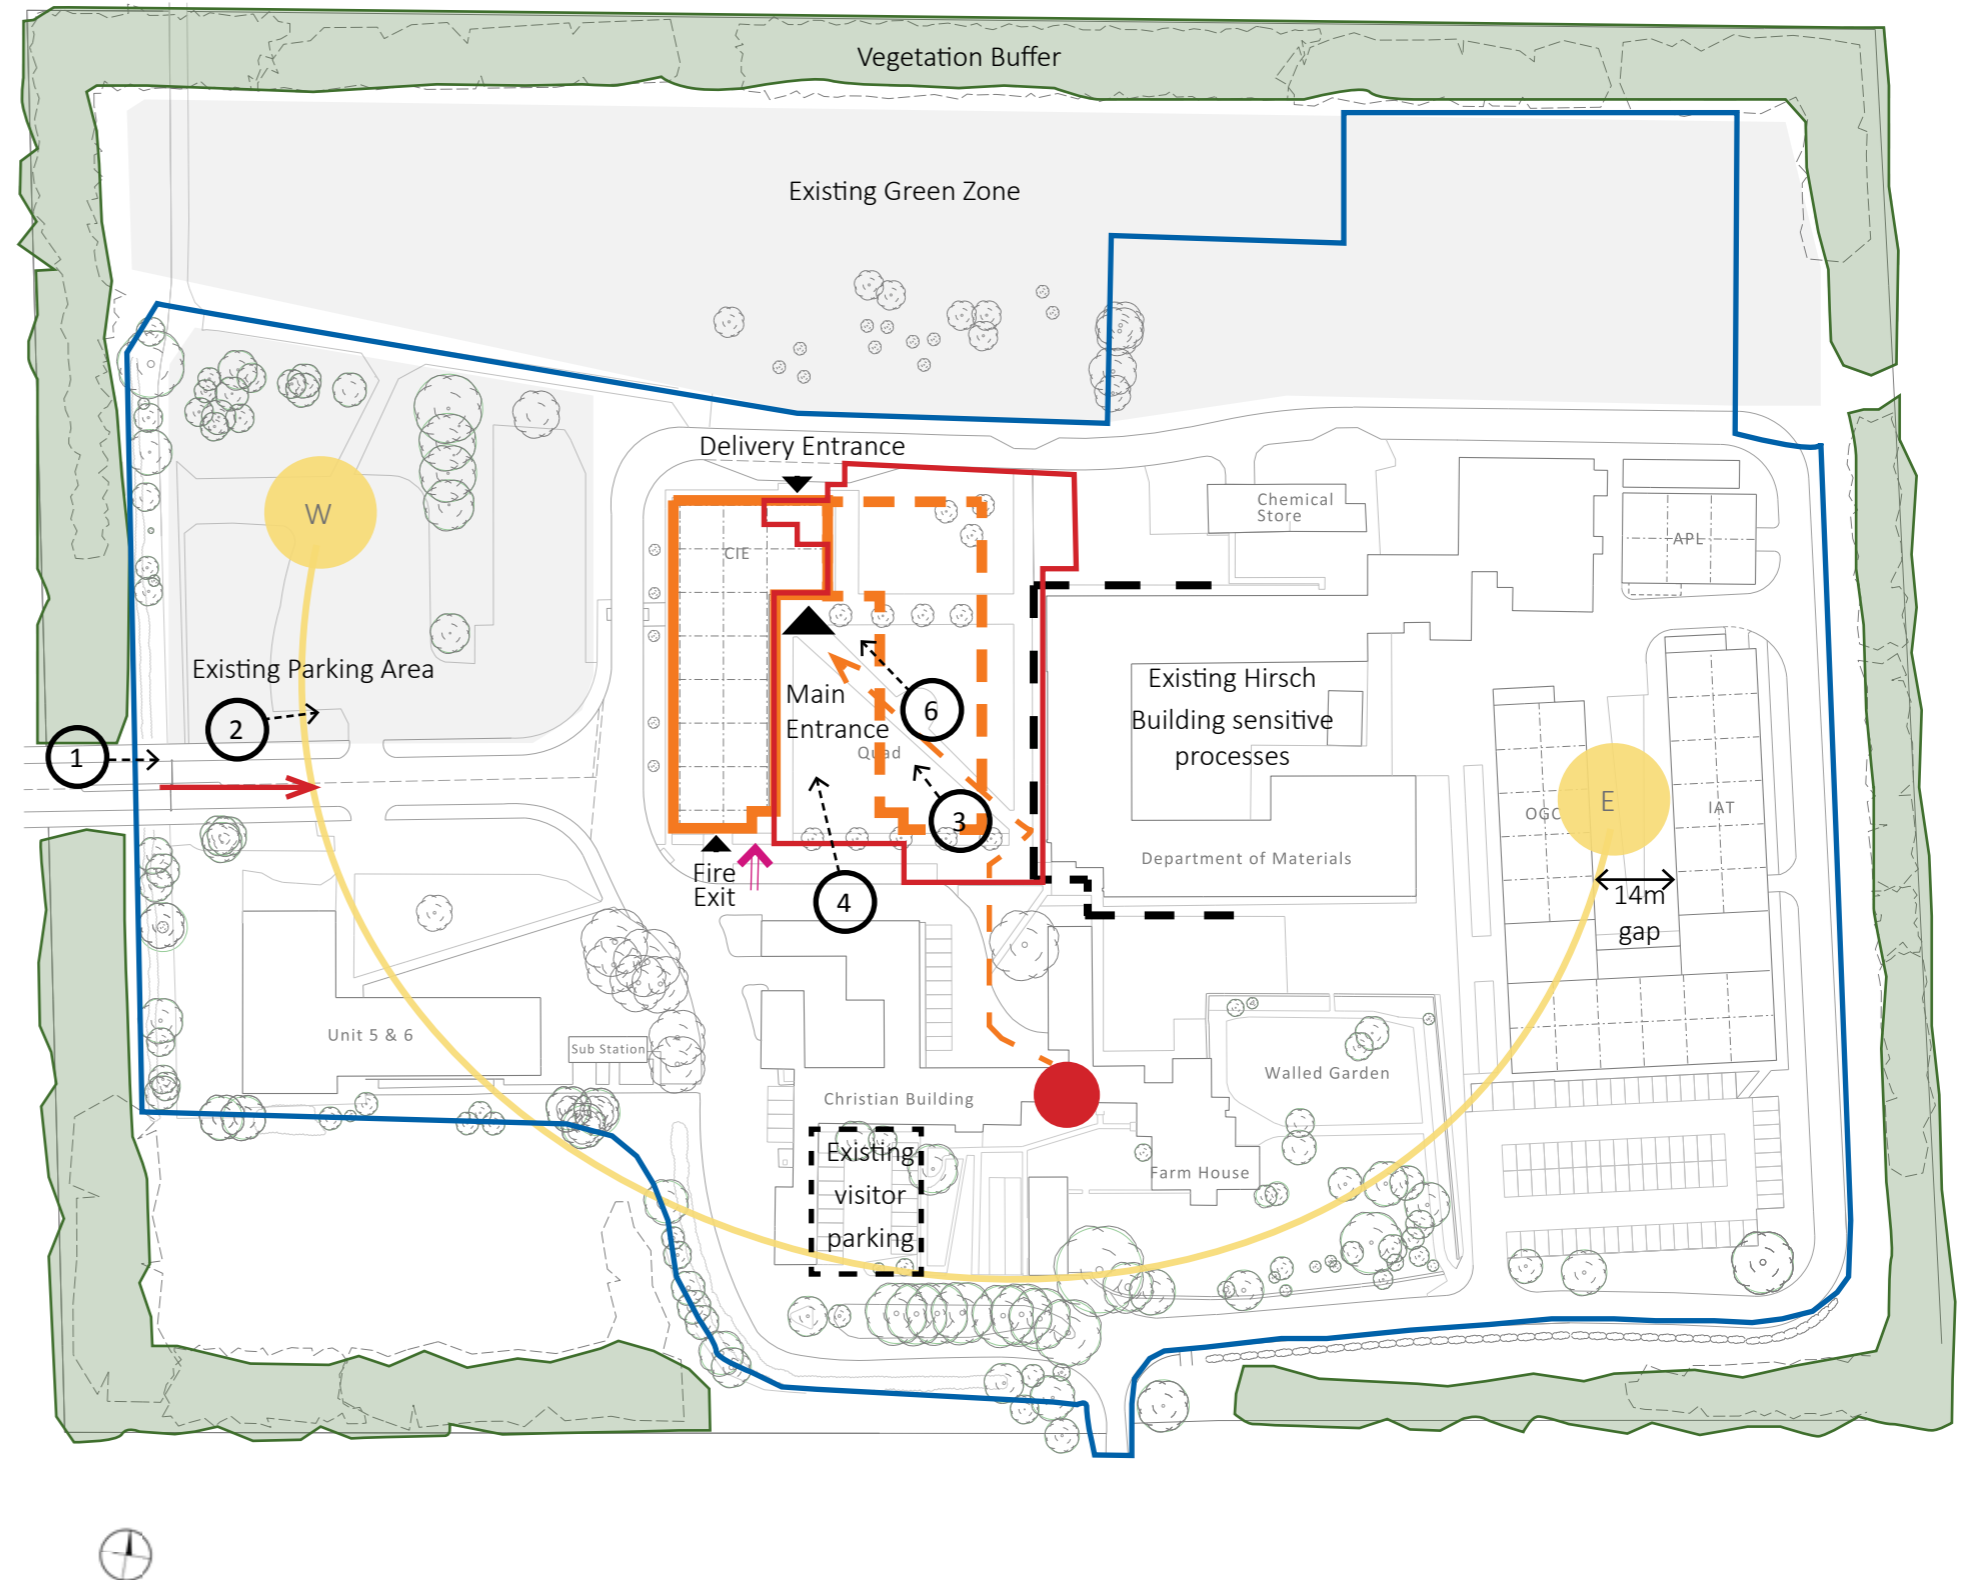 Vegetation Buffer
Existing Green Zone
Delivery Entrance
Chemical
Store
W
CIE
APL
Existing Parking Area
Main
Entrance
Quad
6
Existing Hirsch
Building sensitive
processes
2
1
3
OGC
E
IAT
Department of Materials
Fire
Exit
4
14m
gap
Unit 5 & 6
Sub Station
Christian Building
Walled Garden
Existing
visitor
parking
Farm House